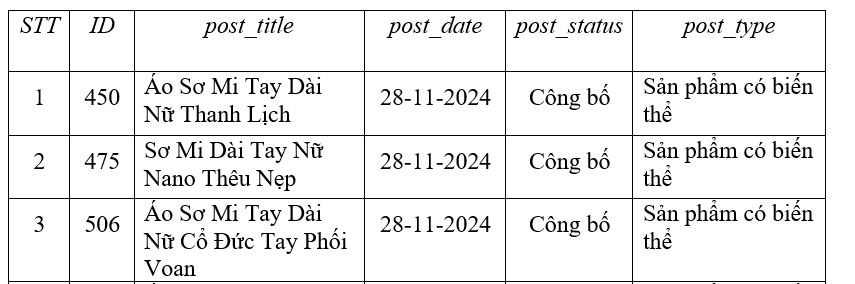 STT ID post_title post_date post_status post_type
1 450 Áo Sơ Mi Tay Dài Nữ Thanh Lịch 28-11-2024 Công bố Sản phẩm có biến thể
2 475 Sơ Mi Dài Tay Nữ Nano Thêu Nẹp 28-11-2024 Công bố Sản phẩm có biến thể
3 506 Áo Sơ Mi Tay Dài Nữ Cổ Đức Tay Phối Voan 28-11-2024 Công bố Sản phẩm có biến thể